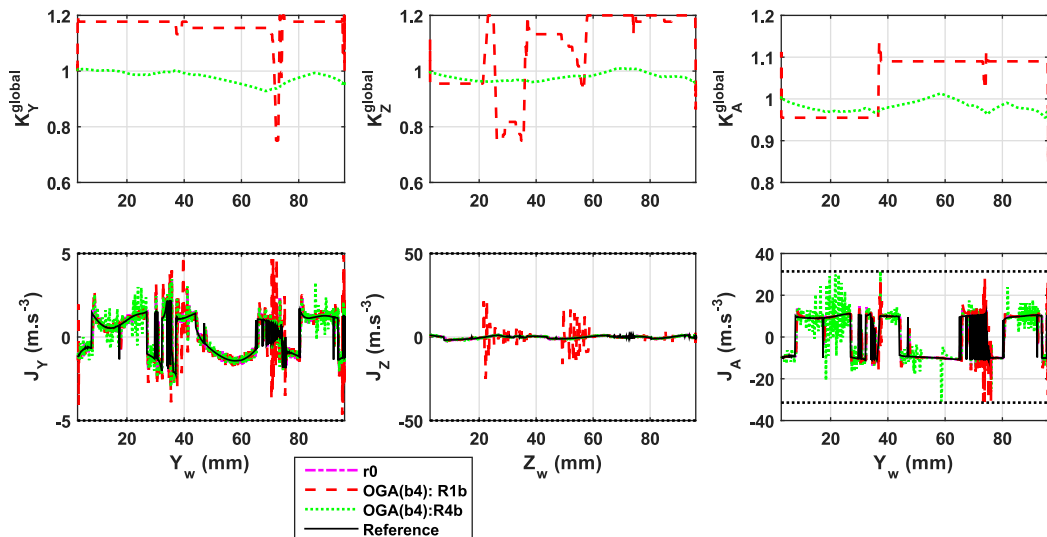 1.2
1
0.8
0.6
K_Y^global
20 40 60 80
1.2
1
0.8
0.6
K_Z^global
20 40 60 80
1.2
1.1
1
0.9
0.8
K_A^global
20 40 60 80
5
0
-5
J_Y (m.s^-3)
20 40 60 80
Y_w (mm)
50
0
-50
J_Z (m.s^-3)
20 40 60 80
Z_w (mm)
40
20
0
-20
-40
J_A (m.s^-3)
20 40 60 80
Y_w (mm)
r0
OGA(b4): R1b
OGA(b4):R4b
Reference